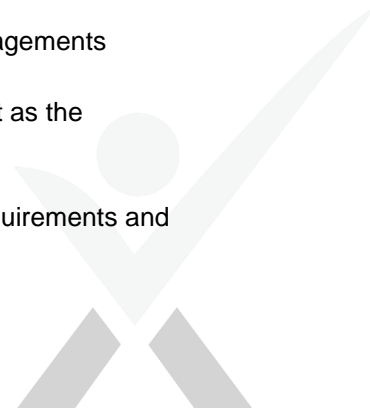 agements
t as the
uirements and